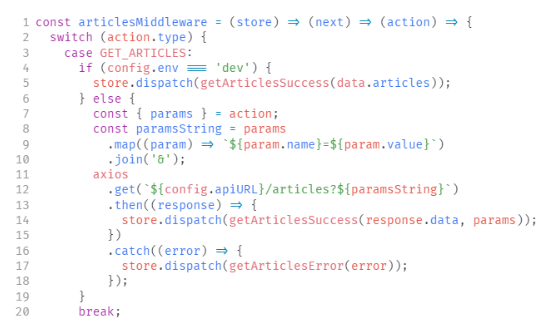 1 const articlesMiddleware = (store) => (next) => (action) => {
2 switch (action.type) {
3 case GET_ARTICLES:
4 if (config.env === 'dev') {
5 store.dispatch(getArticlesSuccess(data.articles));
6 } else {
7 const { params } = action;
8 const paramsString = params
9 .map((param) => `${param.name}=${param.value}`)
10 .join('&');
11 axios
12 .get(`${config.apiURL}/articles?${paramsString}`)
13 .then((response) => {
14 store.dispatch(getArticlesSuccess(response.data, params));
15 })
16 .catch((error) => {
17 store.dispatch(getArticlesError(error));
18 });
19 }
20 break;